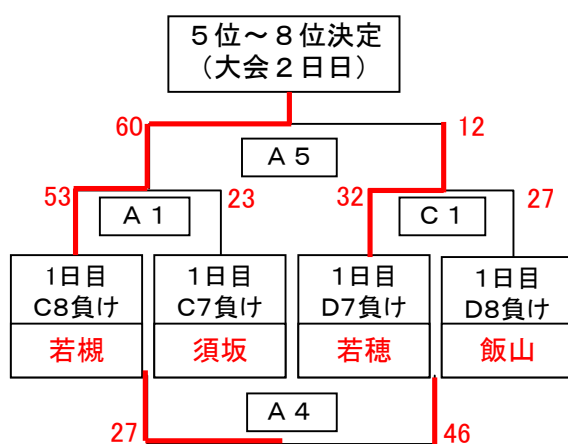 5位～8位決定
(大会2日日)
60
12
A5
53
23
32
27
A1
C1
1日目
C8負け
若槻
1日目
C7負け
須坂
1日目
D7負け
若穂
1日目
D8負け
飯山
A4
27
46